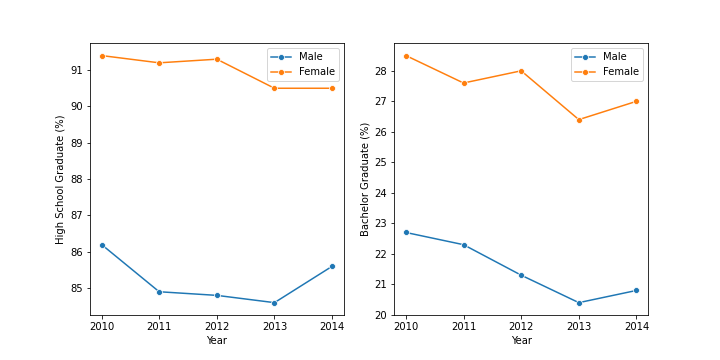 Male
Female
High School Graduate (%)
91
90
89
88
87
86
85
2010 2011 2012 2013 2014
Year
Male
Female
Bachelor Graduate (%)
28
27
26
25
24
23
22
21
20
2010 2011 2012 2013 2014
Year